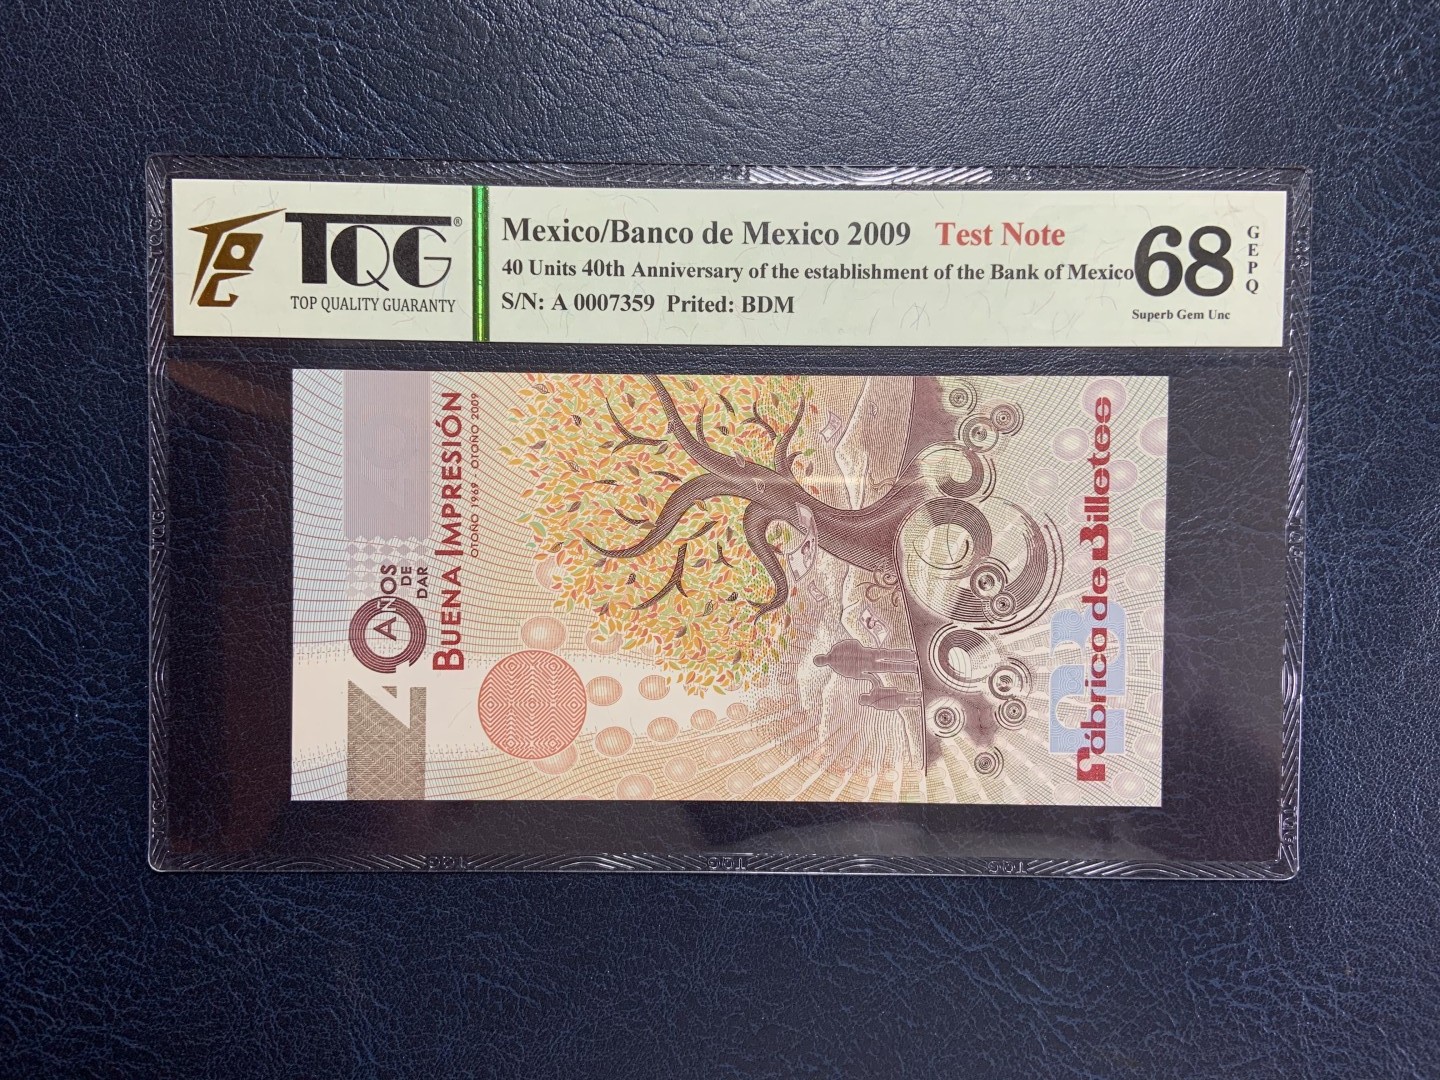 TQG®
TOP QUALITY GUARANTY
Mexico/Banco de Mexico 2009 Test Note
40 Units 40th Anniversary of the establishment of the Bank of Mexico
S/N: A 0007359 Prited: BDM
68
GEPQ
Superb Gem Unc
40 AÑOS
DE
DAR
BUENA IMPRESIÓN
OTOÑO 1969 - OTOÑO 2009
Fábrica de Billetes